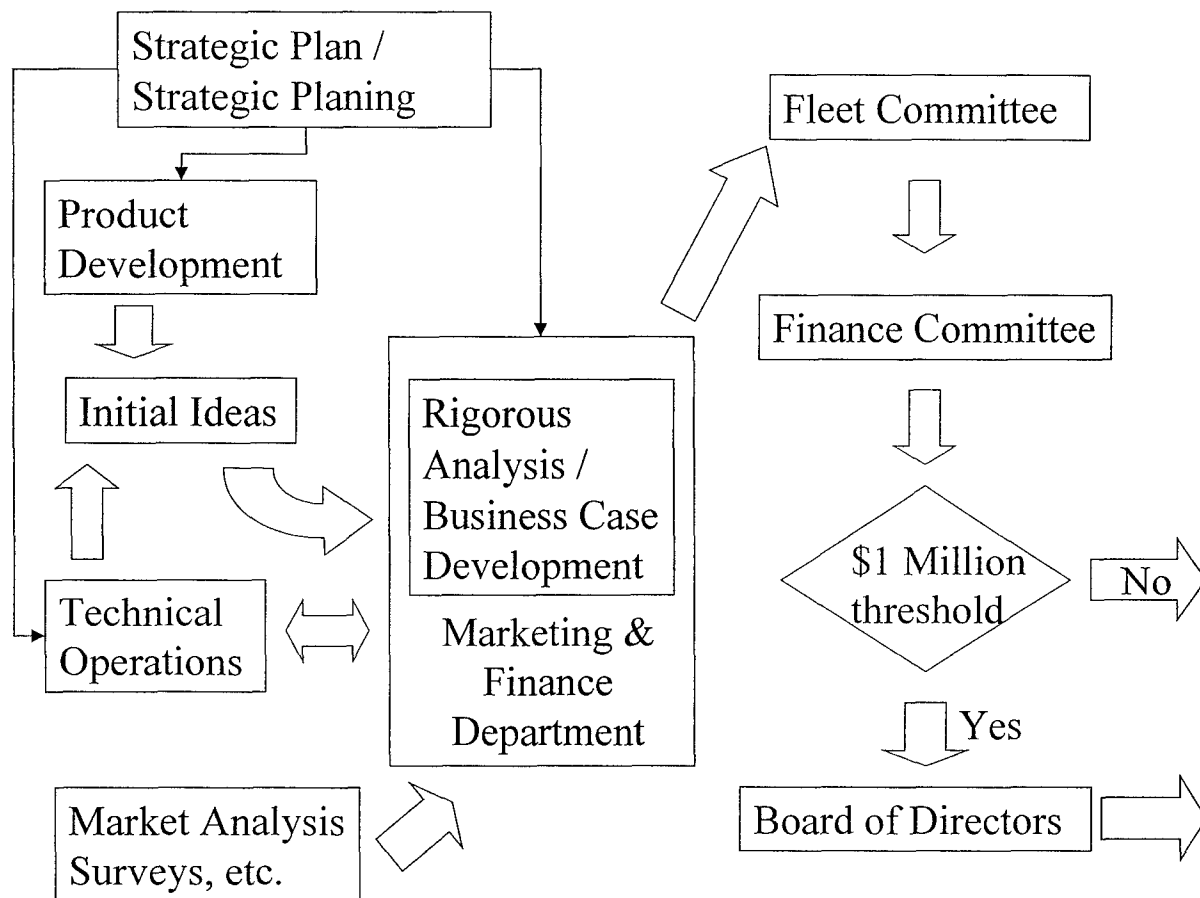 Strategic Plan /
Strategic Planing
Product
Development
Initial Ideas
Technical
Operations
Market Analysis
Surveys, etc.
Rigorous
Analysis /
Business Case
Development
Marketing &
Finance
Department
Fleet Committee
Finance Committee
$1 Million
threshold
No
Yes
Board of Directors